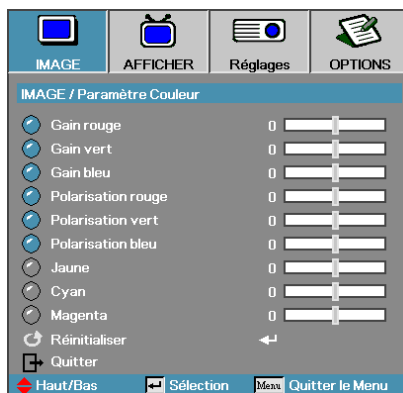 IMAGE AFFICHER Réglages OPTIONS
IMAGE / Paramètre Couleur
Gain rouge 0
Gain vert 0
Gain bleu 0
Polarisation rouge 0
Polarisation vert 0
Polarisation bleu 0
Jaune 0
Cyan 0
Magenta 0
Réinitialiser
Quitter
Haut/Bas Sélection Menu Quitter le Menu